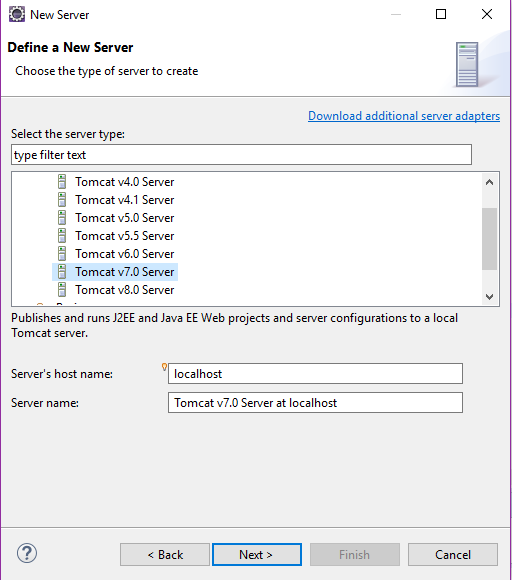 New Server
Define a New Server
Choose the type of server to create
Download additional server adapters
Select the server type:
type filter text
Tomcat v4.0 Server
Tomcat v4.1 Server
Tomcat v5.0 Server
Tomcat v5.5 Server
Tomcat v6.0 Server
Tomcat v7.0 Server
Tomcat v8.0 Server
Publishes and runs J2EE and Java EE Web projects and server configurations to a local
Tomcat server.
Server's host name: localhost
Server name: Tomcat v7.0 Server at localhost
? < Back Next > Finish Cancel